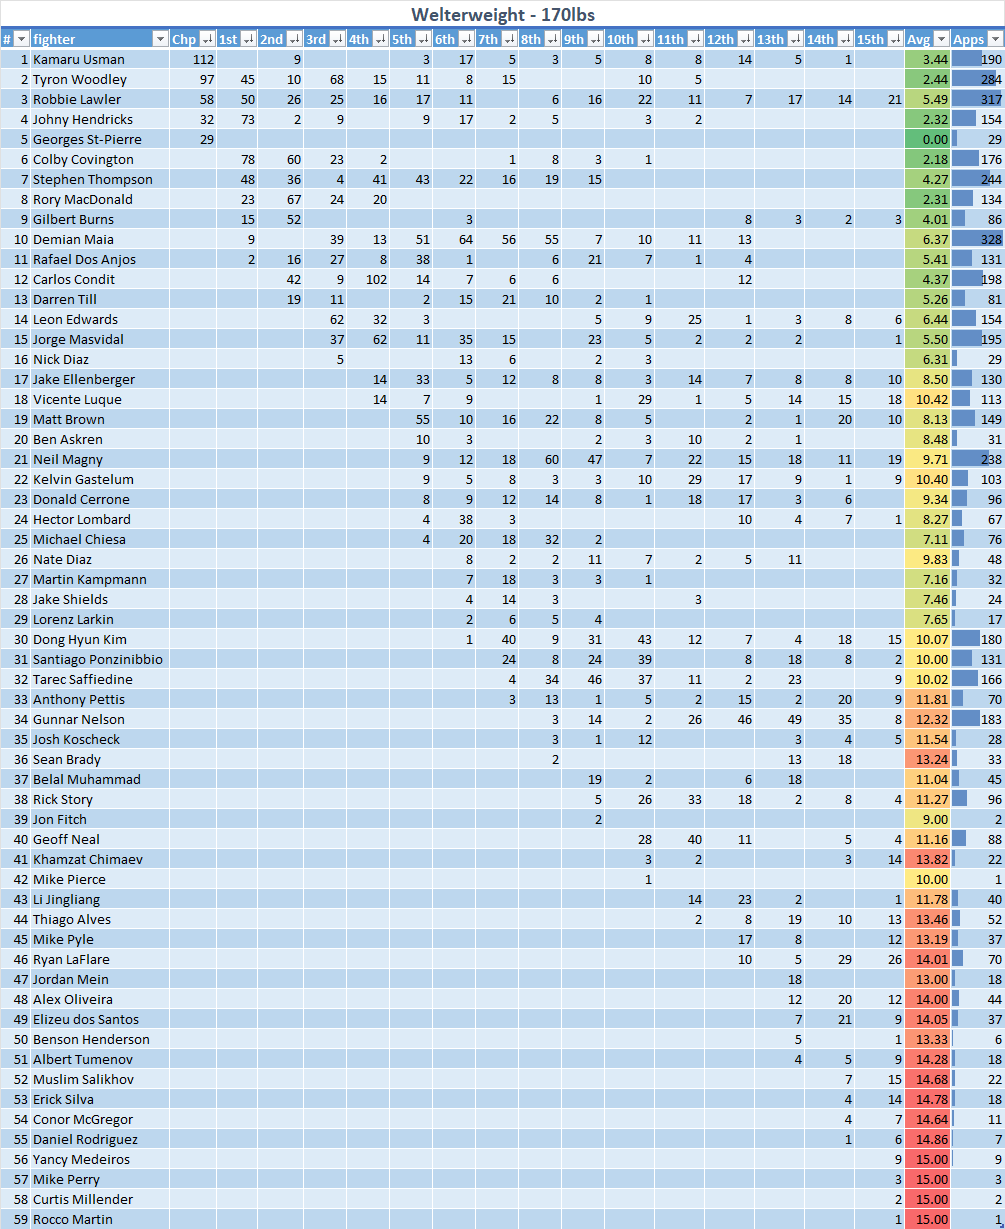 Welterweight - 170lbs
# fighter Chp 1st 2nd 3rd 4th 5th 6th 7th 8th 9th 10th 11th 12th 13th 14th 15th Avg Apps
1 Kamaru Usman 112 9 3 17 5 3 5 8 8 14 5 1 3.44 190
2 Tyron Woodley 97 45 10 68 15 11 8 15 10 5 2.44 284
3 Robbie Lawler 58 50 26 25 16 17 11 6 16 22 11 7 17 14 21 5.49 317
4 Johny Hendricks 32 73 2 9 9 17 2 5 3 2 2.32 154
5 Georges St-Pierre 29 0.00 29
6 Colby Covington 78 60 23 2 1 8 3 1 2.18 176
7 Stephen Thompson 48 36 4 41 43 22 16 19 15 4.27 244
8 Rory MacDonald 23 67 24 20 2.31 134
9 Gilbert Burns 15 52 3 8 3 2 3 4.01 86
10 Demian Maia 9 39 13 51 64 56 55 7 10 11 13 6.37 328
11 Rafael Dos Anjos 2 16 27 8 38 1 6 21 7 1 4 5.41 131
12 Carlos Condit 42 9 102 14 7 6 6 12 4.37 198
13 Darren Till 19 11 2 15 21 10 2 1 5.26 81
14 Leon Edwards 62 32 3 5 9 25 1 3 8 6 6.44 154
15 Jorge Masvidal 37 62 11 35 15 23 5 2 2 2 1 5.50 195
16 Nick Diaz 5 13 6 2 3 6.31 29
17 Jake Ellenberger 14 33 5 12 8 8 3 14 7 8 8 10 8.50 130
18 Vicente Luque 14 7 9 1 29 1 5 14 15 18 10.42 113
19 Matt Brown 55 10 16 22 8 5 2 1 20 10 8.13 149
20 Ben Askren 10 3 2 3 10 2 1 8.48 31
21 Neil Magny 9 12 18 60 47 7 22 15 18 11 19 9.71 238
22 Kelvin Gastelum 9 5 8 3 3 10 29 17 9 1 9 10.40 103
23 Donald Cerrone 8 9 12 14 8 1 18 17 3 6 9.34 96
24 Hector Lombard 4 38 3 10 4 7 1 8.27 67
25 Michael Chiesa 4 20 18 32 2 7.11 76
26 Nate Diaz 8 2 2 11 7 2 5 11 9.83 48
27 Martin Kampmann 7 18 3 3 1 7.16 32
28 Jake Shields 4 14 3 3 7.46 24
29 Lorenz Larkin 2 6 5 4 7.65 17
30 Dong Hyun Kim 1 40 9 31 43 12 7 4 18 15 10.07 180
31 Santiago Ponzinibbio 24 8 24 39 8 18 8 2 10.00 131
32 Tarec Saffiedine 4 34 46 37 11 2 23 9 10.02 166
33 Anthony Pettis 3 13 1 5 2 15 2 20 9 11.81 70
34 Gunnar Nelson 3 14 2 26 46 49 35 8 12.32 183
35 Josh Koscheck 3 1 12 3 4 5 11.54 28
36 Sean Brady 2 13 18 13.24 33
37 Belal Muhammad 19 2 6 18 11.04 45
38 Rick Story 5 26 33 18 2 8 4 11.27 96
39 Jon Fitch 2 9.00 2
40 Geoff Neal 28 40 11 5 4 11.16 88
41 Khamzat Chimaev 3 2 3 14 13.82 22
42 Mike Pierce 1 10.00 1
43 Li Jingliang 14 23 2 1 11.78 40
44 Thiago Alves 2 8 19 10 13 13.46 52
45 Mike Pyle 17 8 12 13.19 37
46 Ryan LaFlare 10 5 29 26 14.01 70
47 Jordan Mein 18 13.00 18
48 Alex Oliveira 12 20 12 14.00 44
49 Elizeu dos Santos 7 21 9 14.05 37
50 Benson Henderson 5 1 13.33 6
51 Albert Tumenov 4 5 9 14.28 18
52 Muslim Salikhov 7 15 14.68 22
53 Erick Silva 4 14 14.78 18
54 Conor McGregor 4 7 14.64 11
55 Daniel Rodriguez 1 6 14.86 7
56 Yancy Medeiros 9 15.00 9
57 Mike Perry 3 15.00 3
58 Curtis Millender 2 15.00 2
59 Rocco Martin 1 15.00 1